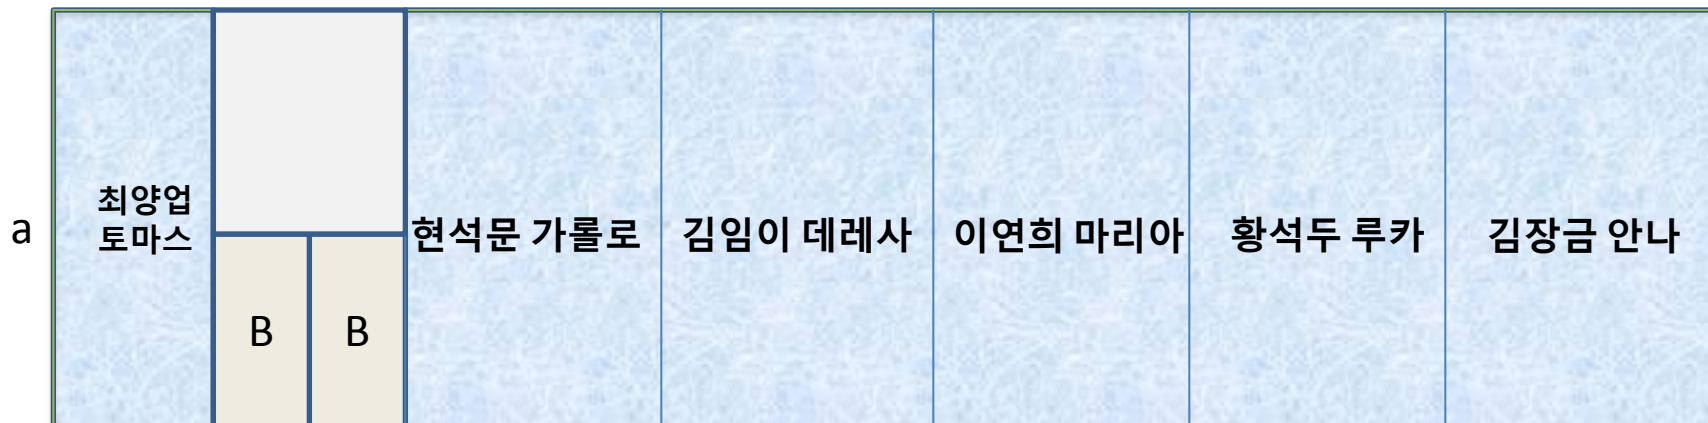 a
최양업
토마스
B
B
현석문 가롤로
김임이 데레사
이연희 마리아
황석두 루카
김장금 안나